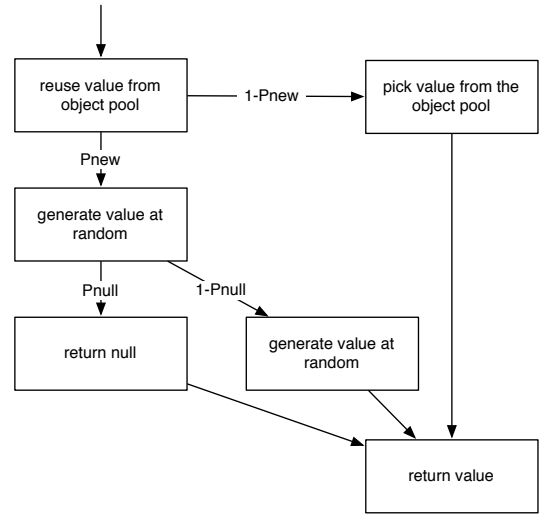 reuse value from
object pool
1-Pnew
pick value from the
object pool
Pnew
generate value at
random
Pnull
1-Pnull
return null
generate value at
random
return value